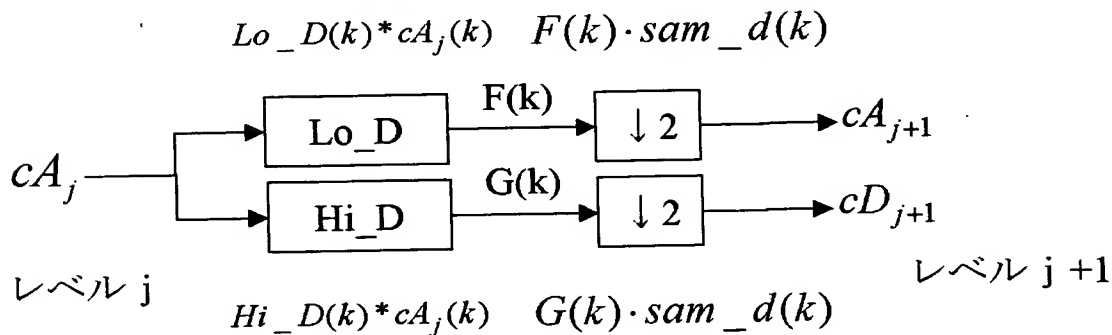 Lo_D(k)*cA_j(k) F(k)·sam_d(k)
F(k)
Lo_D ↓2 cA_{j+1}
cA_j
G(k)
Hi_D ↓2 cD_{j+1}
レベル j レベル j +1
Hi_D(k)*cA_j(k) G(k)·sam_d(k)